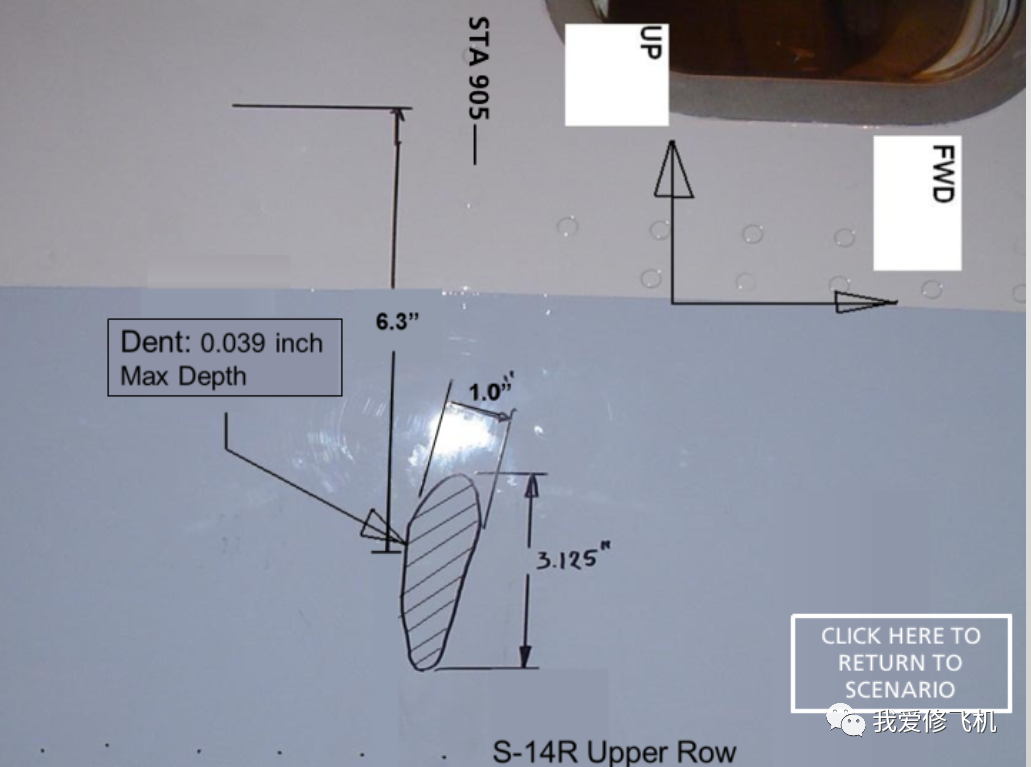 STA 905
UP
FWD
6.3”
Dent: 0.039 inch
Max Depth
1.0”
3.125"
CLICK HERE TO
RETURN TO
SCENARIO
我爱修飞机
S-14R Upper Row